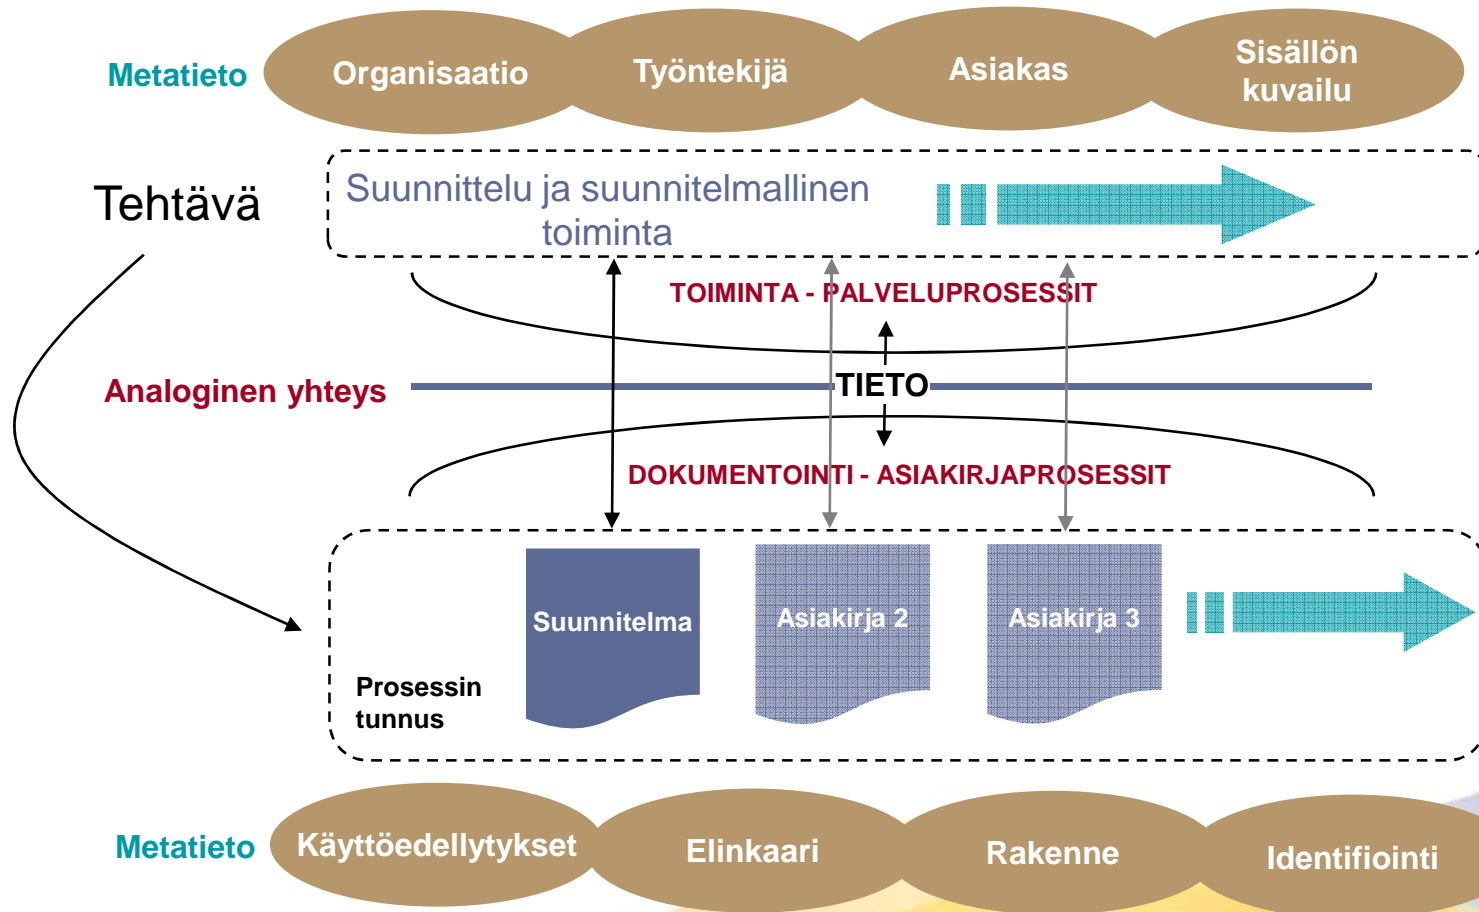 Metatieto
Organisaatio
Työntekijä
Asiakas
Sisällön
kuvailu
Tehtävä
Suunnittelu ja suunnitelmallinen
toiminta
TOIMINTA - PALVELUPROSESSIT
Analoginen yhteys
TIETO
DOKUMENTOINTI - ASIAKIRJAPROSESSIT
Suunnitelma
Asiakirja 2
Asiakirja 3
Prosessin
tunnus
Metatieto
Käyttöedellytykset
Elinkaari
Rakenne
Identifiointi